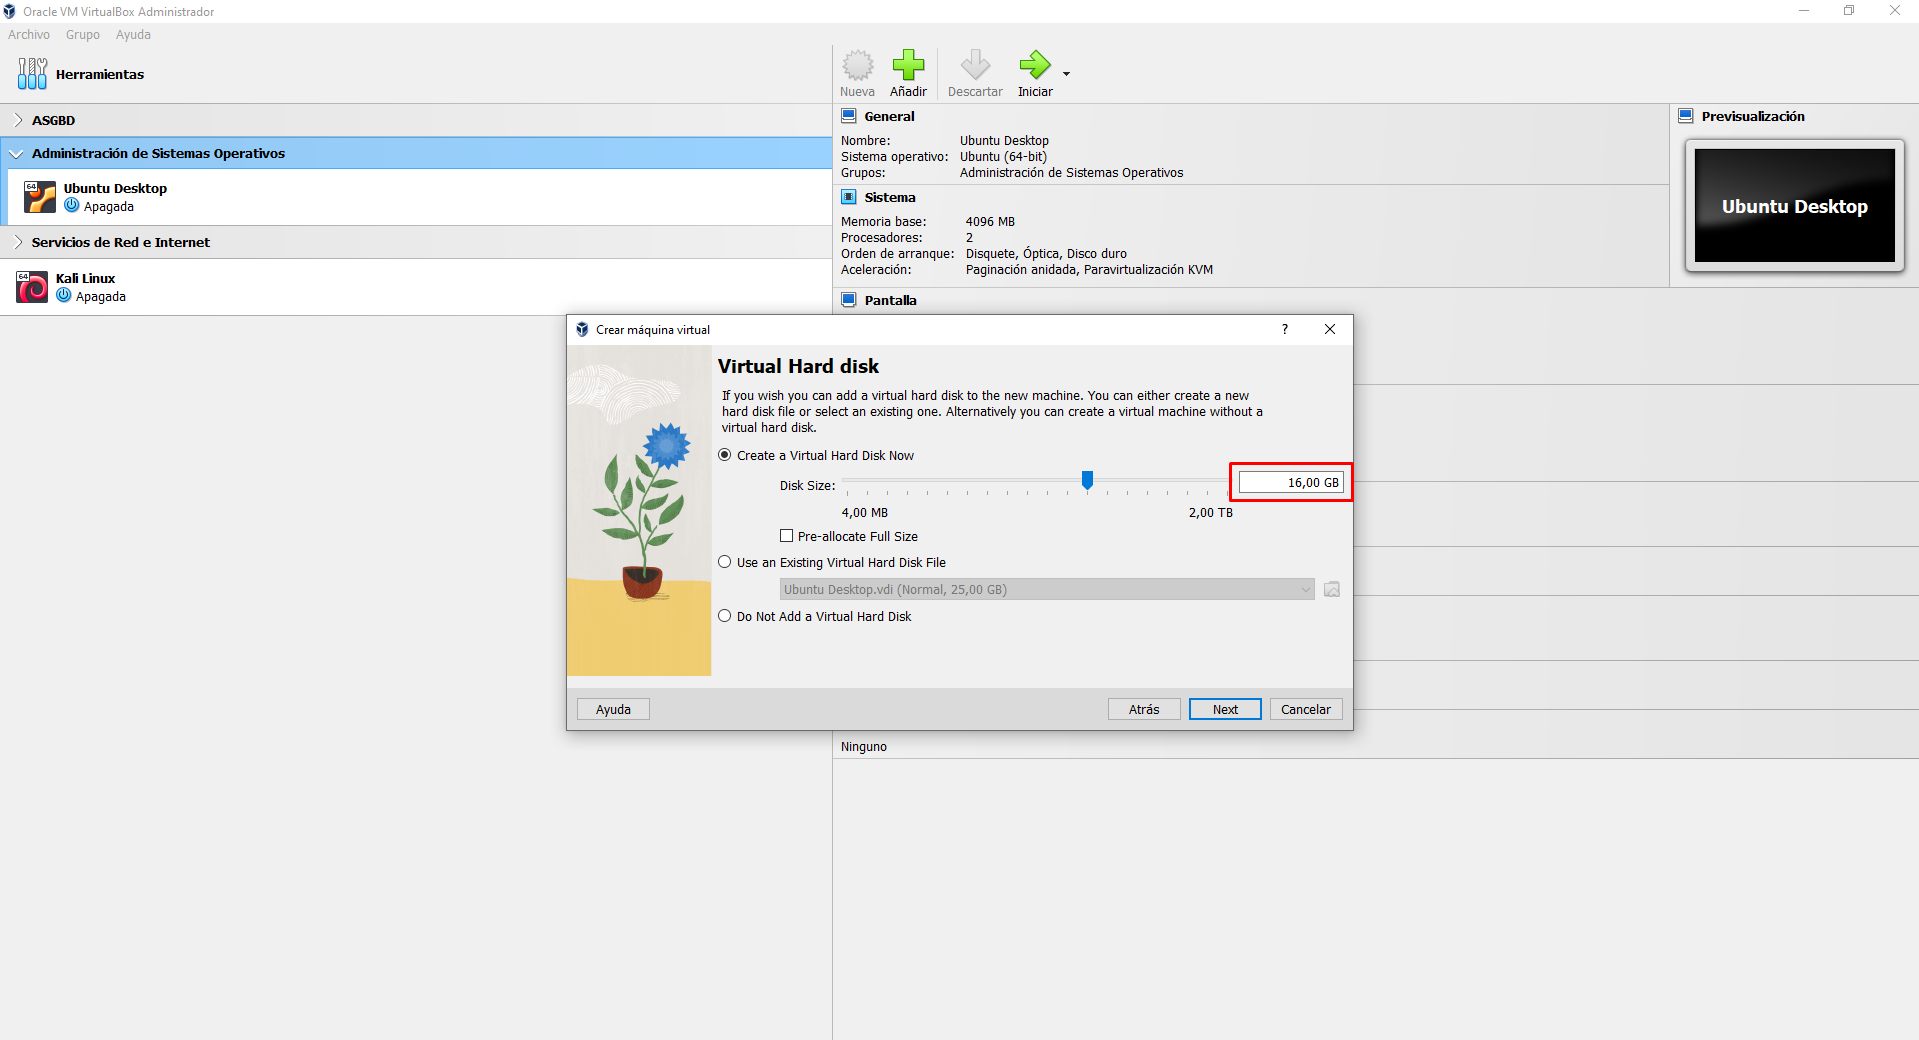 Oracle VM VirtualBox Administrador
Archivo Grupo Ayuda
Herramientas
ASGBD
Administración de Sistemas Operativos
64
Ubuntu Desktop
Apagada
Servicios de Red e Internet
64
Kali Linux
Apagada
Nueva Añadir Descartar Iniciar
General
Nombre: Ubuntu Desktop
Sistema operativo: Ubuntu (64-bit)
Grupos: Administración de Sistemas Operativos
Sistema
Memoria base: 4096 MB
Procesadores: 2
Orden de arranque: Disquete, Óptica, Disco duro
Aceleración: Paginación anidada, Paravirtualización KVM
Pantalla
Previsualización
Ubuntu Desktop
Crear máquina virtual
?
Virtual Hard disk
If you wish you can add a virtual hard disk to the new machine. You can either create a new
hard disk file or select an existing one. Alternatively you can create a virtual machine without a
virtual hard disk.
Create a Virtual Hard Disk Now
Disk Size: 16,00 GB
4,00 MB 2,00 TB
Pre-allocate Full Size
Use an Existing Virtual Hard Disk File
Ubuntu Desktop.vdi (Normal, 25,00 GB)
Do Not Add a Virtual Hard Disk
Ayuda Atrás Next Cancelar
Ninguno